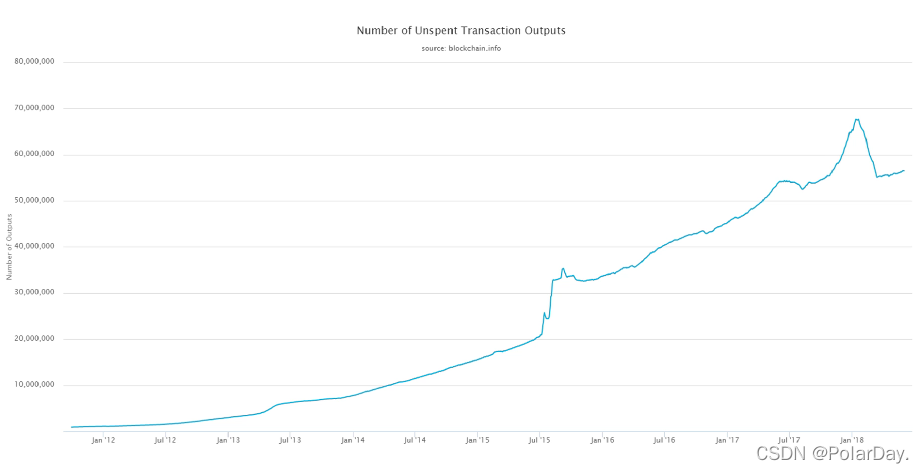 Number of Unspent Transaction Outputs
source: blockchain.info
80,000,000
70,000,000
60,000,000
50,000,000
40,000,000
30,000,000
20,000,000
10,000,000
Number of Outputs
Jan '12 Jul '12 Jan '13 Jul '13 Jan '14 Jul '14 Jan '15 Jul '15 Jan '16 Jul '16 Jan '17 Jul '17 Jan '18
CSDN @PolarDay.